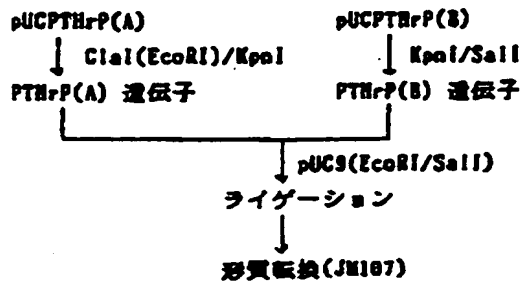 pUCPTHrP(A)
pUCPTHrP(B)
ClaI(EcoRI)/KpnI
KpnI/SalI
PTHrP(A) 遺伝子
PTHrP(B) 遺伝子
pUC9(EcoRI/SalI)
ライゲーション
形質転換(JM107)